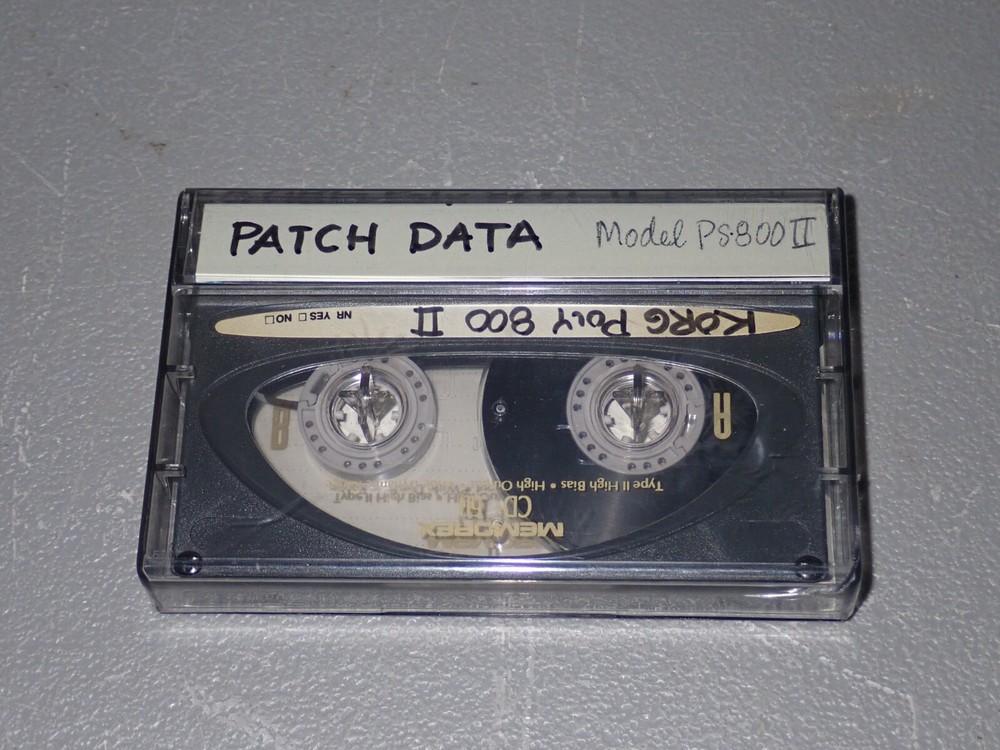 PATCH DATA Model PS-800 II
KORG POLY 800 II
NR YES □ NO □
A
Type II High Bias • High Ou
MEMOREX